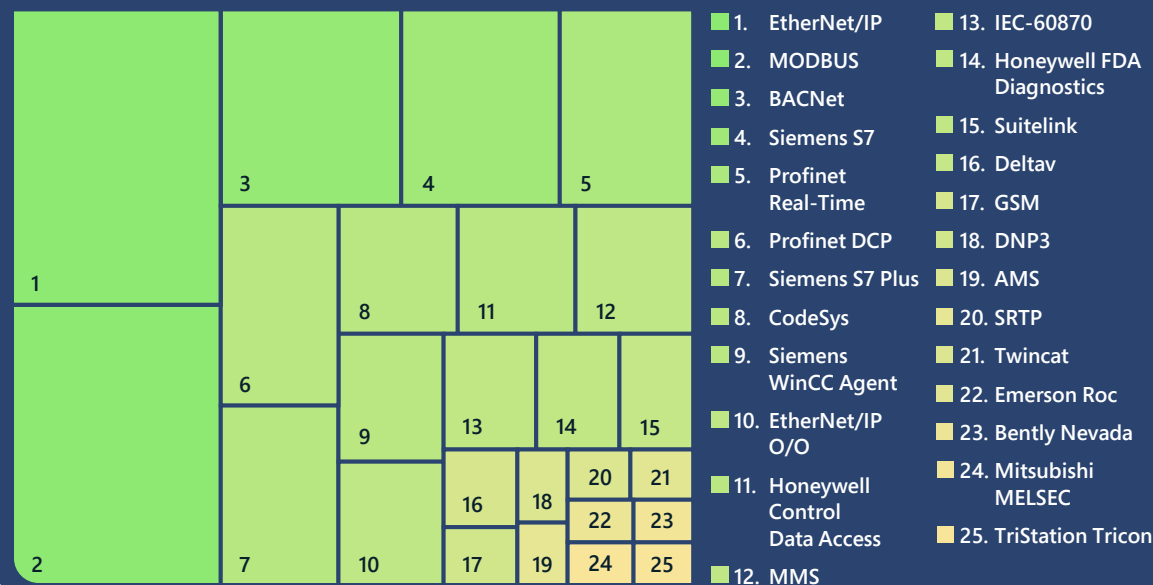 1
2
3
4
5
6
7
8
9
10
11
12
13
14
15
16
17
18
19
20
21
22
23
24
25
1. EtherNet/IP
2. MODBUS
3. BACNet
4. Siemens S7
5. Profinet
Real-Time
6. Profinet DCP
7. Siemens S7 Plus
8. CodeSys
9. Siemens
WinCC Agent
10. EtherNet/IP
O/O
11. Honeywell
Control
Data Access
12. MMS
13. IEC-60870
14. Honeywell FDA
Diagnostics
15. Suitelink
16. Deltav
17. GSM
18. DNP3
19. AMS
20. SRTP
21. Twincat
22. Emerson Roc
23. Bently Nevada
24. Mitsubishi
MELSEC
25. TriStation Tricon